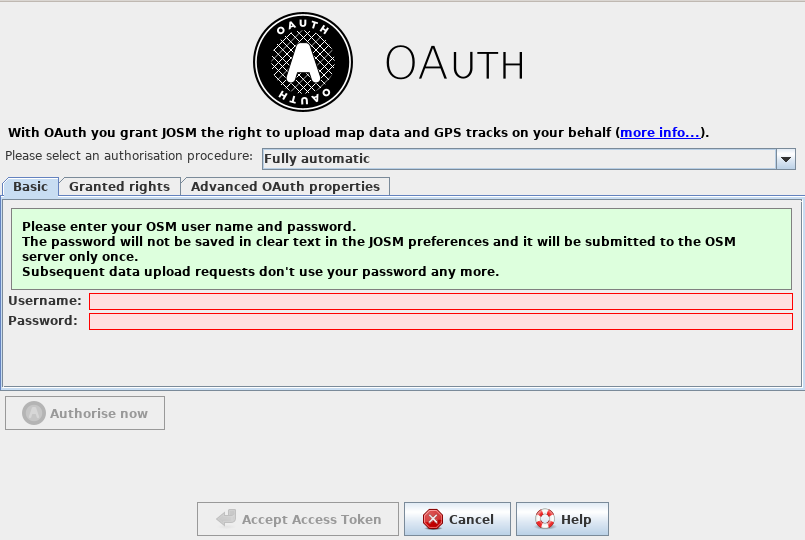 OAUTH
OAUTH
OAUTH
With OAuth you grant JOSM the right to upload map data and GPS tracks on your behalf (more info...).
Please select an authorisation procedure: Fully automatic
Basic Granted rights Advanced OAuth properties
Please enter your OSM user name and password.
The password will not be saved in clear text in the JOSM preferences and it will be submitted to the OSM
server only once.
Subsequent data upload requests don't use your password any more.
Username:
Password:
Authorise now
Accept Access Token Cancel Help